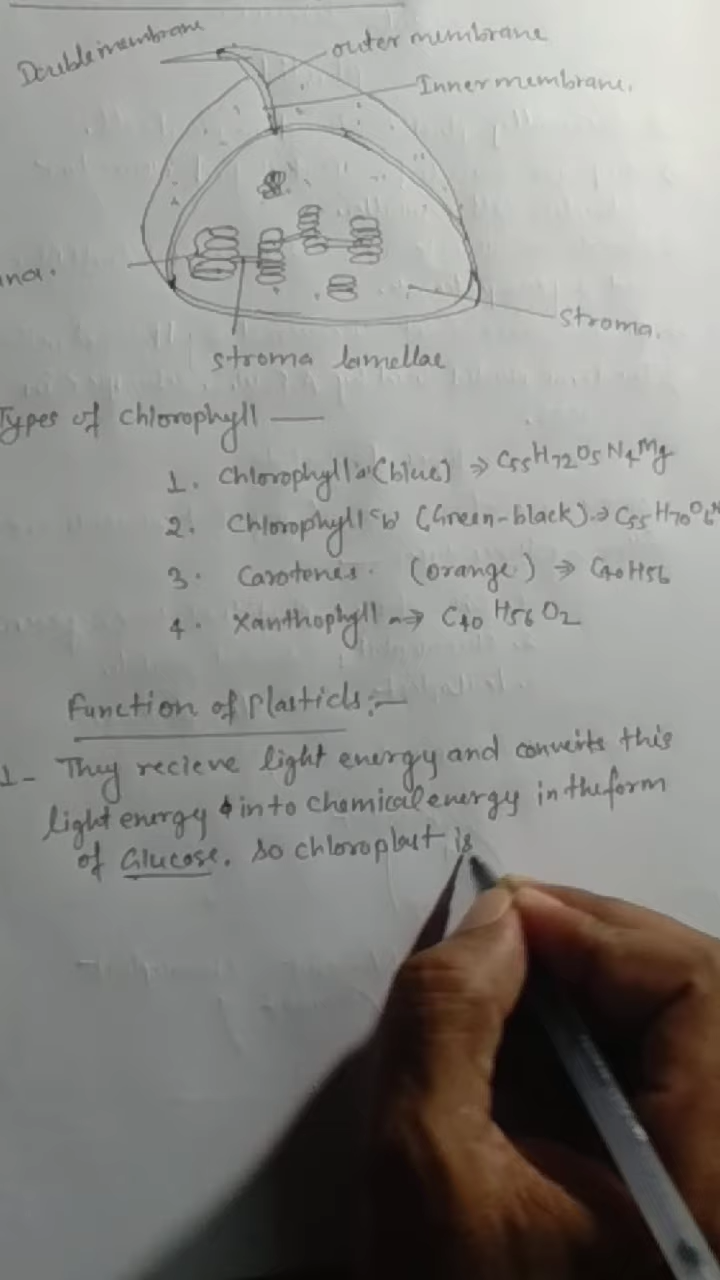 Double membrane
outer membrane
Inner membrane.
na.
stroma.
stroma lamellae
Types of chlorophyll —
1. Chlorophyll 'a' (blue) ⇒ C55H72O5N4Mg
2. Chlorophyll 'b' (Green-black) ⇒ C55H70O6N
3. Carotenes. (orange) ⇒ C40H56
4. Xanthophyll ⇒ C40H56O2
Function of Plastids:—
1- They recieve light energy and converts this
light energy into chemical energy in the form
of Glucose. So chloroplast is